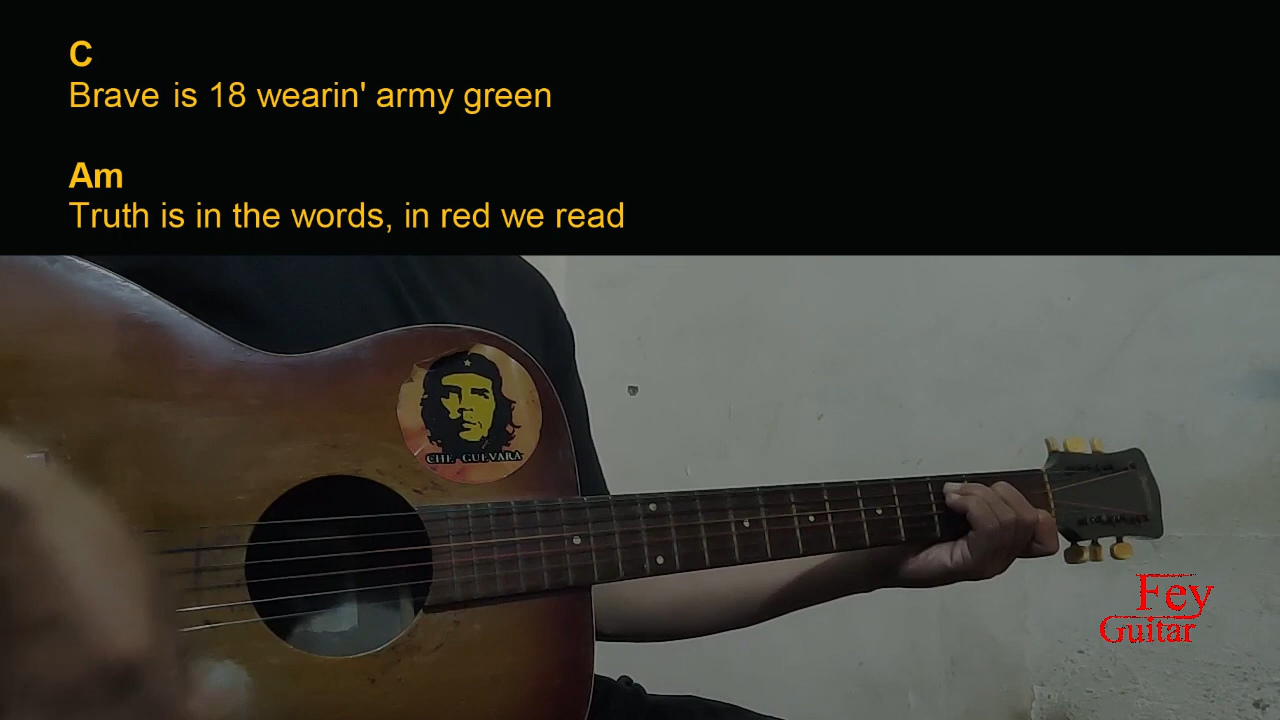 C
Brave is 18 wearin' army green
Am
Truth is in the words, in red we read
CHE GUEVARA
Fey
Guitar